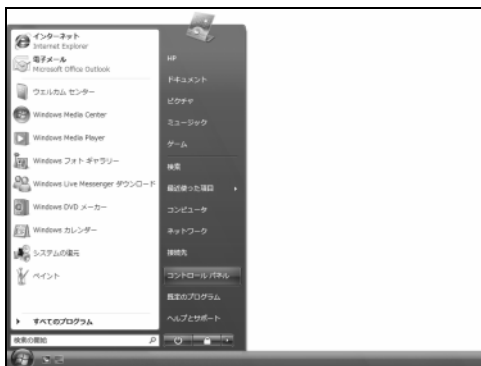 インターネット
Internet Explorer
電子メール
Microsoft Office Outlook
ウエルカム センター
Windows Media Center
Windows Media Player
Windows フォト ギャラリー
Windows Live Messenger ダウンロード
Windows DVD メーカー
Windows カレンダー
システムの復元
ペイント
すべてのプログラム
検索の開始
HP
ドキュメント
ピクチャ
ミュージック
ゲーム
検索
最近使った項目
コンピュータ
ネットワーク
接続先
コントロール パネル
既定のプログラム
ヘルプとサポート